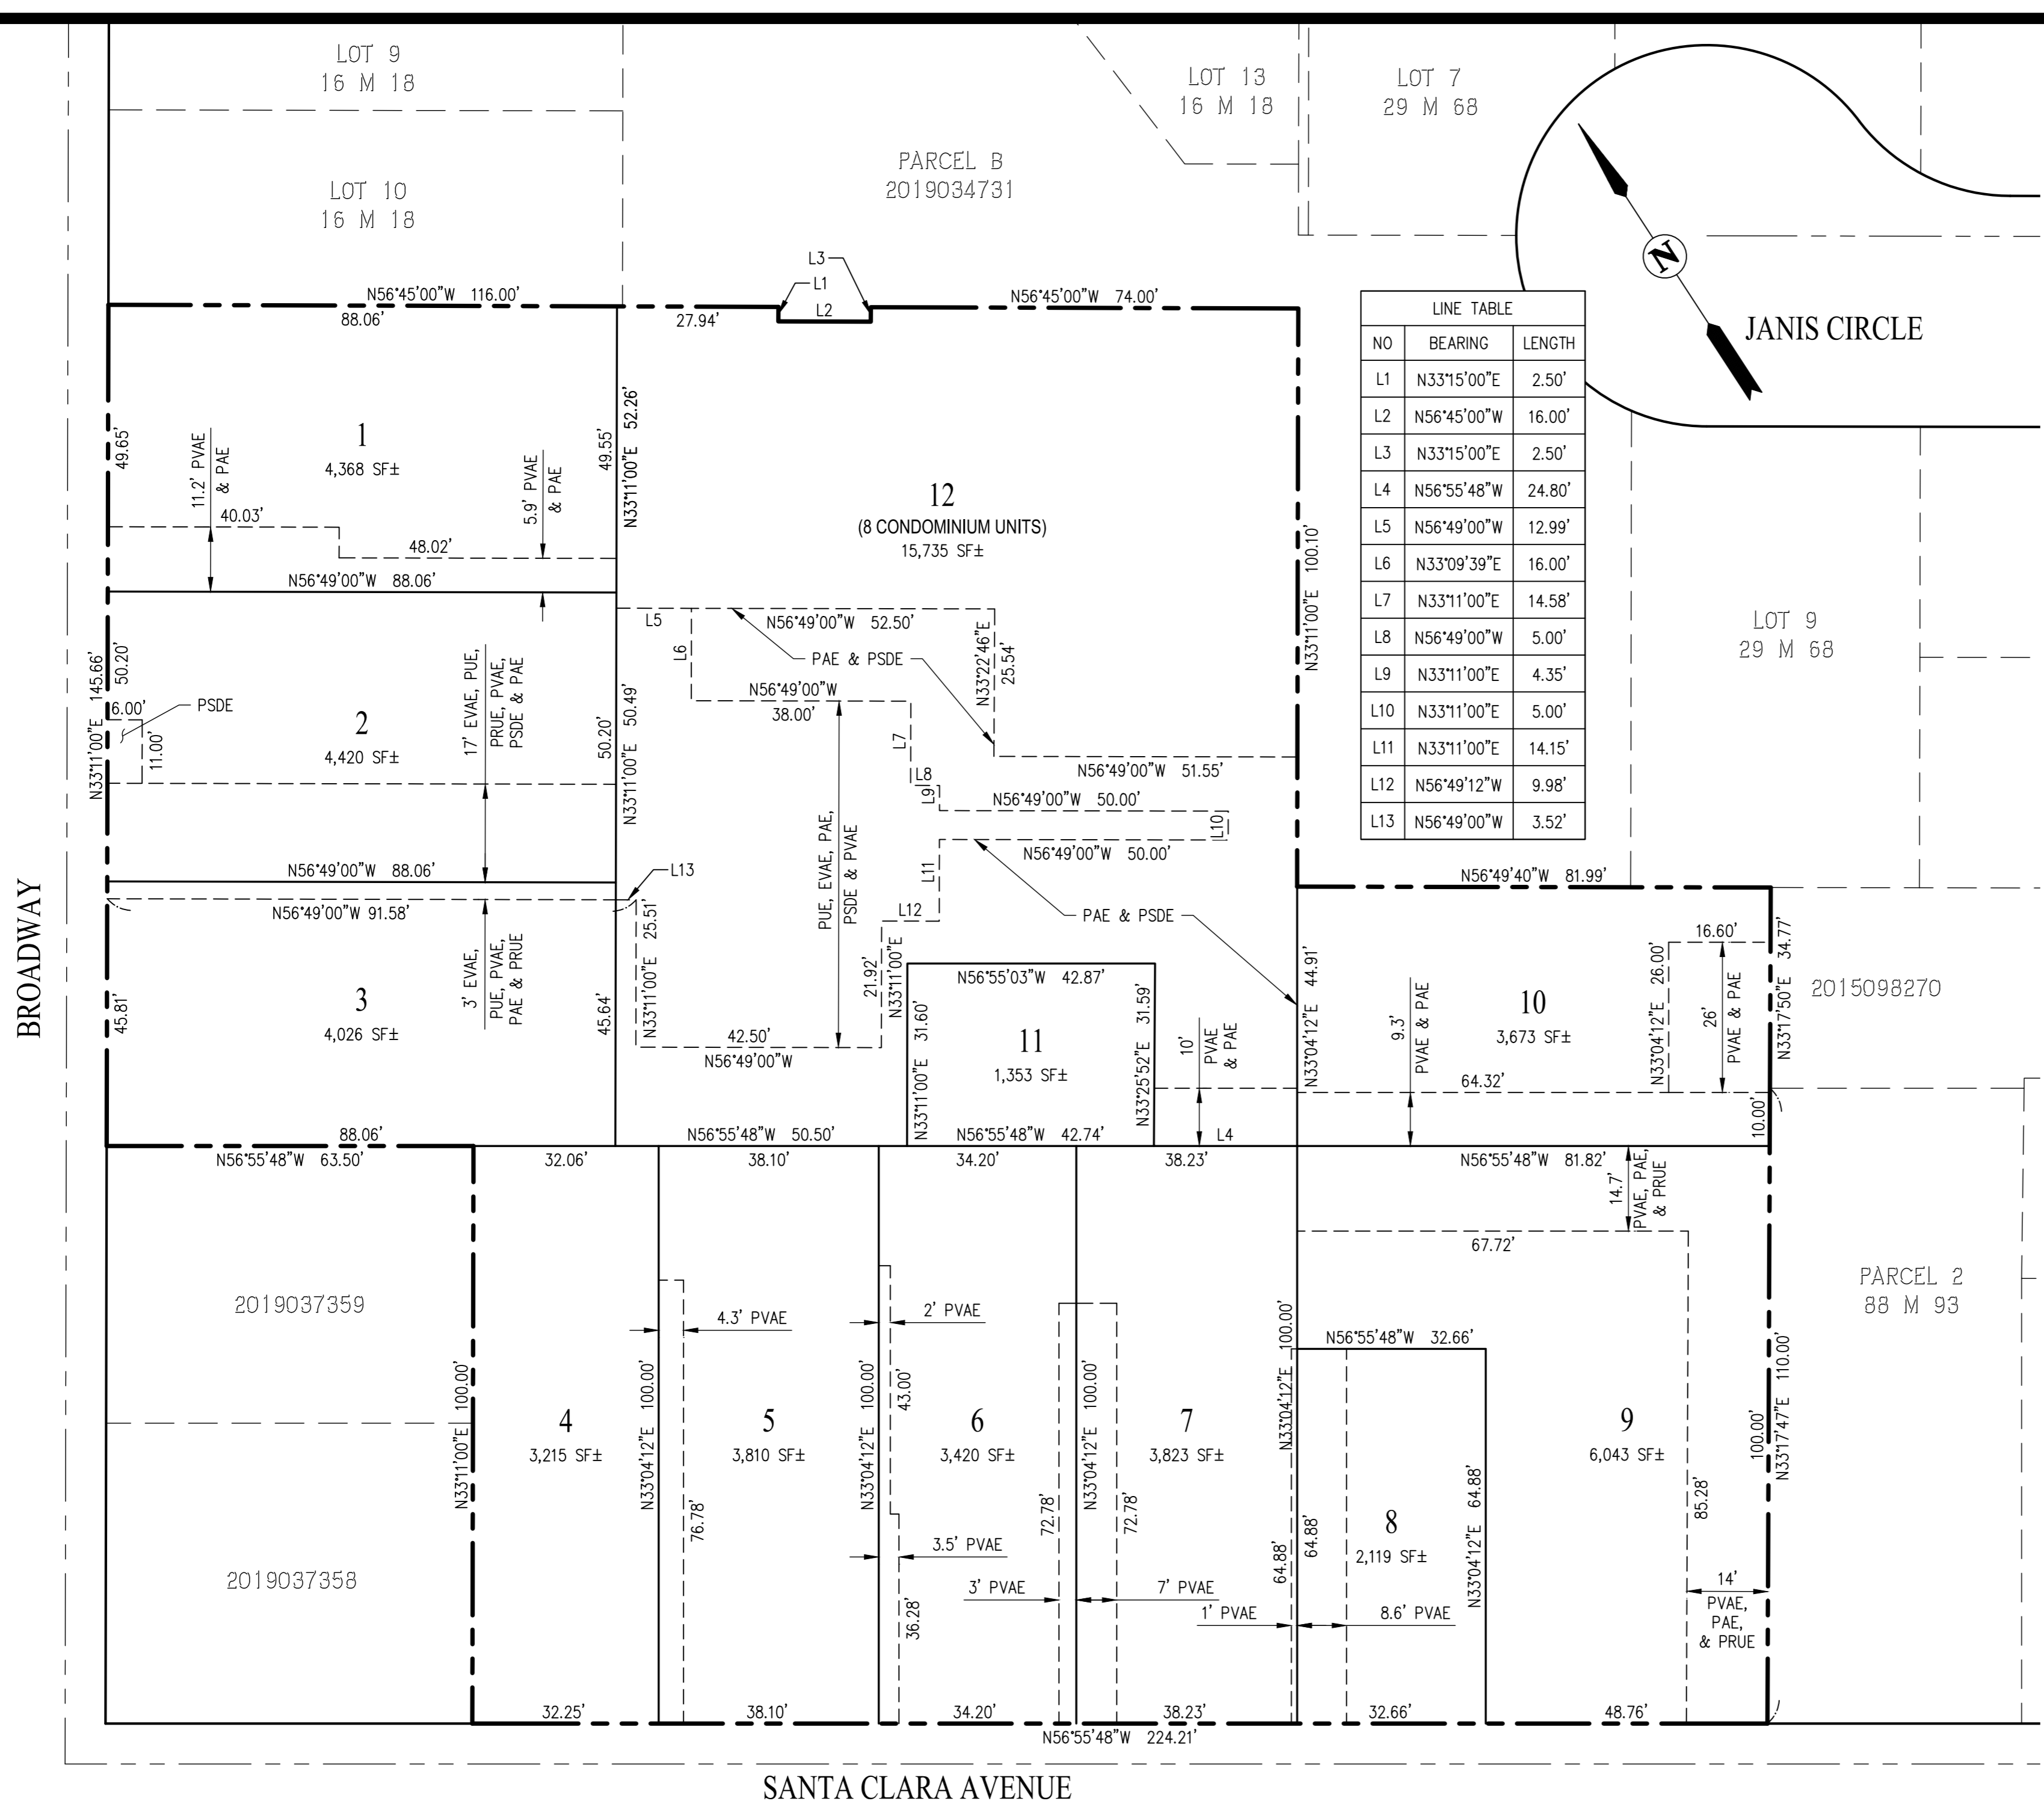 LOT 9
16 M 18
LOT 10
16 M 18
PARCEL B
2019034731
LOT 13
16 M 18
LOT 7
29 M 68
N
JANIS CIRCLE
LINE TABLE
NO BEARING LENGTH
L1 N33°15'00"E 2.50'
L2 N56°45'00"W 16.00'
L3 N33°15'00"E 2.50'
L4 N56°55'48"W 24.80'
L5 N56°49'00"W 12.99'
L6 N33°09'39"E 16.00'
L7 N33°11'00"E 14.58'
L8 N56°49'00"W 5.00'
L9 N33°11'00"E 4.35'
L10 N33°11'00"E 5.00'
L11 N33°11'00"E 14.15'
L12 N56°49'12"W 9.98'
L13 N56°49'00"W 3.52'
LOT 9
29 M 68
N56°45'00"W 116.00'
88.06'
27.94'
L3
L1
L2
N56°45'00"W 74.00'
49.65'
1
4,368 SF±
11.2' PVAE
& PAE
40.03'
48.02'
5.9' PVAE
& PAE
49.55'
N33°11'00"E 52.26'
N56°49'00"W 88.06'
12
(8 CONDOMINIUM UNITS)
15,735 SF±
N33°11'00"E 100.10'
N33°11'00"E 145.66'
50.20'
6.00'
PSDE
11.00'
2
4,420 SF±
17' EVAE, PUE,
PRUE, PVAE,
PSDE & PAE
50.20'
N33°11'00"E 50.49'
N56°49'00"W 88.06'
L5
L6
N56°49'00"W 52.50'
PAE & PSDE
N33°22'46"E
25.54'
N56°49'00"W
38.00'
L7
L8
L9
N56°49'00"W 51.55'
N56°49'00"W 50.00'
L10
N56°49'00"W 50.00'
L11
L12
PUE, EVAE, PAE,
PSDE & PVAE
L13
PAE & PSDE
N56°49'00"W 91.58'
45.81'
3
4,026 SF±
3' EVAE,
PUE, PVAE,
PAE & PRUE
45.64'
N33°11'00"E 25.51'
42.50'
N56°49'00"W
21.92'
N33°11'00"E
N56°55'03"W 42.87'
N33°11'00"E 31.60'
11
1,353 SF±
N33°25'52"E 31.59'
10'
PVAE
& PAE
N33°04'12"E 44.91'
N56°49'40"W 81.99'
9.3'
PVAE & PAE
10
3,673 SF±
64.32'
N33°04'12"E 26.00'
16.60'
26'
PVAE & PAE
N33°17'50"E 34.77'
10.00'
2015098270
BROADWAY
88.06'
N56°55'48"W 63.50'
32.06'
N56°55'48"W 50.50'
38.10'
N56°55'48"W 42.74'
34.20'
L4
38.23'
N56°55'48"W 81.82'
14.7'
PVAE, PAE,
& PRUE
67.72'
2019037359
2019037358
N33°11'00"E 100.00'
4
3,215 SF±
N33°04'12"E 100.00'
4.3' PVAE
5
3,810 SF±
76.78'
N33°04'12"E 100.00'
2' PVAE
43.00'
6
3,420 SF±
3.5' PVAE
36.28'
3' PVAE
72.78'
N33°04'12"E 100.00'
72.78'
7
3,823 SF±
7' PVAE
N33°04'12"E 100.00'
64.88'
64.88'
1' PVAE
8.6' PVAE
N56°55'48"W 32.66'
8
2,119 SF±
N33°04'12"E 64.88'
9
6,043 SF±
85.28'
14'
PVAE,
PAE,
& PRUE
100.00'
N33°17'47"E 110.00'
PARCEL 2
88 M 93
32.25'
38.10'
34.20'
38.23'
32.66'
48.76'
N56°55'48"W 224.21'
SANTA CLARA AVENUE